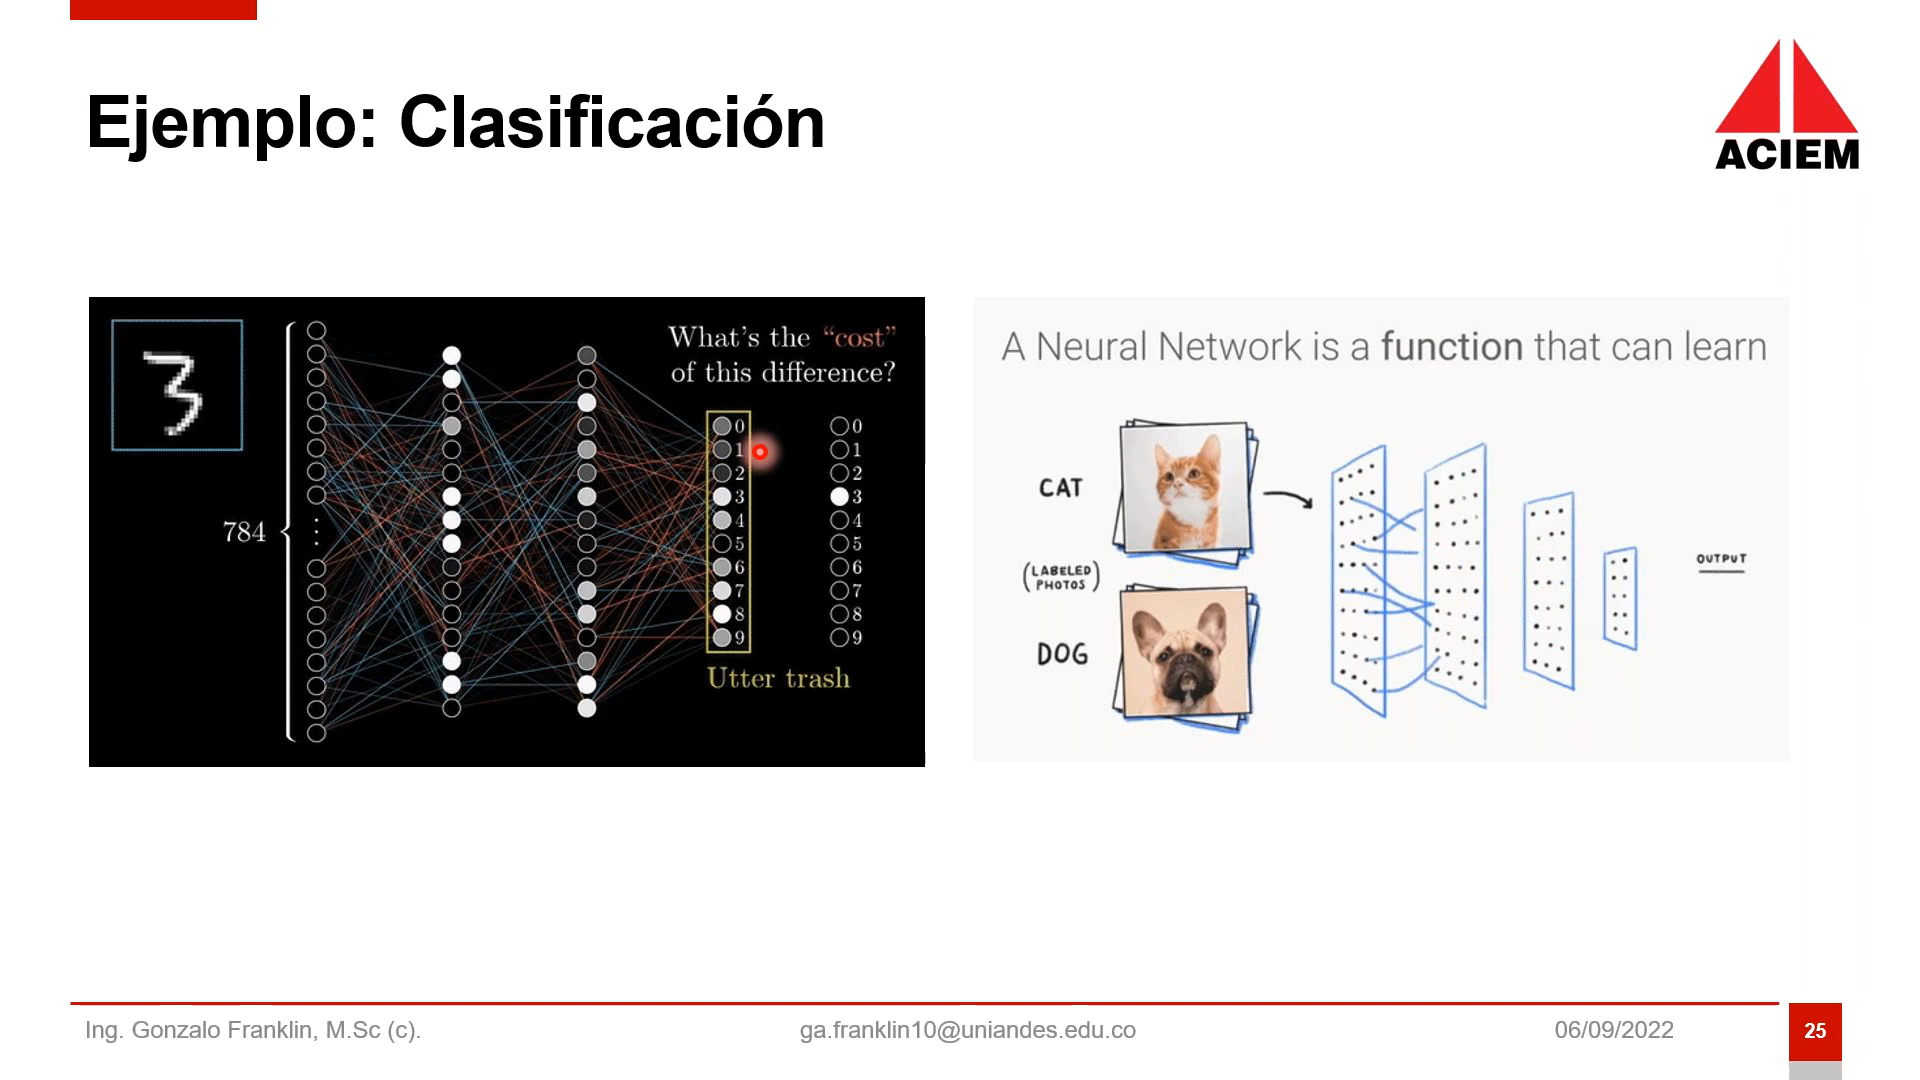 Ejemplo: Clasificación
ACIEM
784
What's the “cost”
of this difference?
0 0
1 1
2 2
3 3
4 4
5 5
6 6
7 7
8 8
9 9
Utter trash
3
A Neural Network is a function that can learn
CAT
(LABELED
PHOTOS)
DOG
OUTPUT
Ing. Gonzalo Franklin, M.Sc (c).
ga.franklin10@uniandes.edu.co
06/09/2022
25